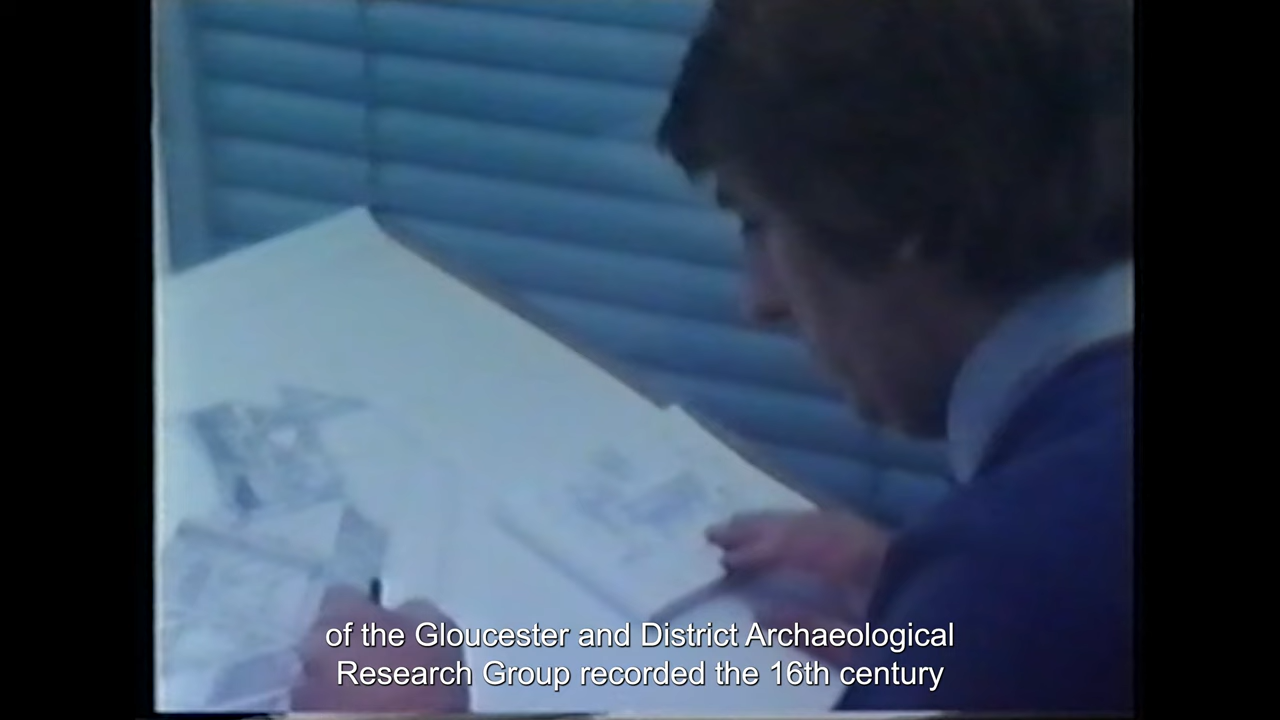 of the Gloucester and District Archaeological
Research Group recorded the 16th century